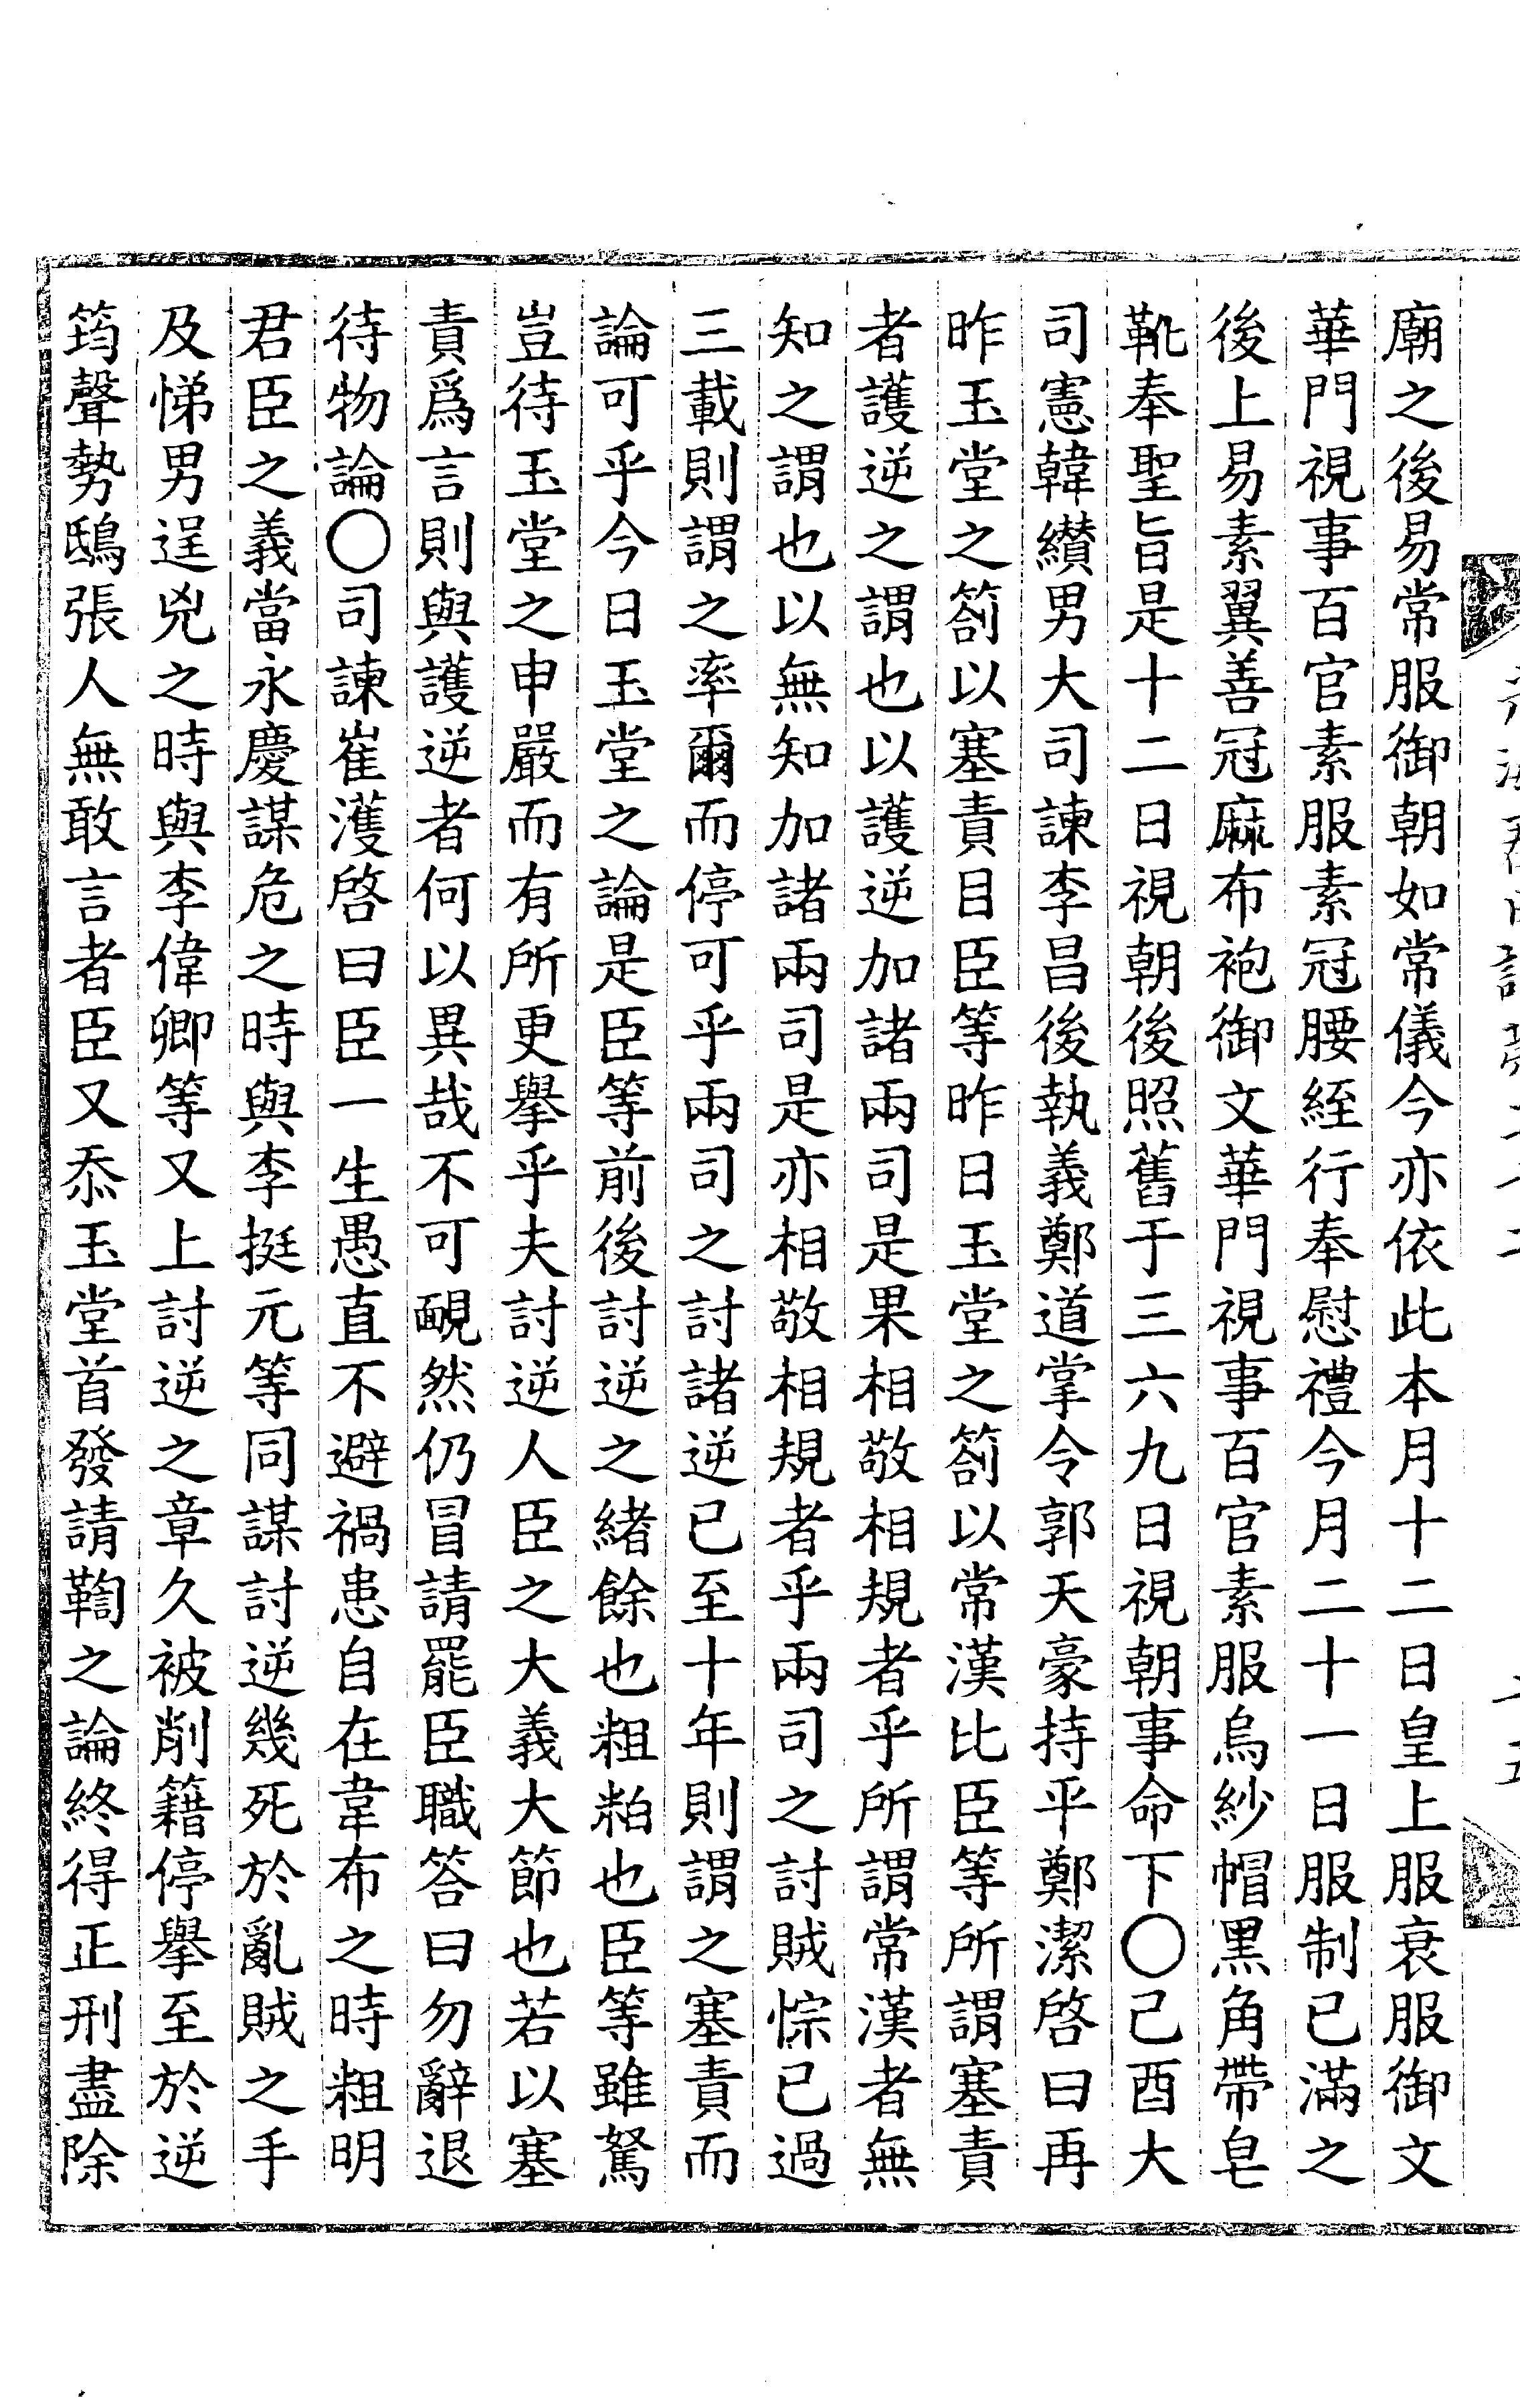 廟之後易常服御朝如常儀今亦依此本月十二日皇上服衰服御文
華門視事百官素服素冠腰絰行奉慰禮今月二十一日服制已滿之
後上易素翼善冠麻布袍御文華門視事百官素服烏紗帽黑角帶皂
靴奉聖旨是十二日視朝後照舊于三六九日視朝事命下○己酉大
司憲韓纘男大司諫李昌後執義鄭道掌令郭天豪持平鄭潔啓曰再
昨玉堂之箚以塞責目臣等昨日玉堂之箚以常漢比臣等所謂塞責
者護逆之謂也以護逆加諸兩司是果相敬相規者乎所謂常漢者無
知之謂也以無知加諸兩司是亦相敬相規者乎兩司之討賊悰已過
三載則謂之率爾而停可乎兩司之討諸逆已至十年則謂之塞責而
論可乎今日玉堂之論是臣等前後討逆之緖餘也粗粕也臣等雖駑
豈待玉堂之申嚴而有所更擧乎夫討逆人臣之大義大節也若以塞
責爲言則與護逆者何以異哉不可靦然仍冒請罷臣職答曰勿辭退
待物論○司諫崔濩啓曰臣一生愚直不避禍患自在韋布之時粗明
君臣之義當永慶謀危之時與李挺元等同謀討逆幾死於亂賊之手
及悌男逞兇之時與李偉卿等又上討逆之章久被削籍停擧至於逆
筠聲勢鴟張人無敢言者臣又忝玉堂首發請鞫之論終得正刑盡除